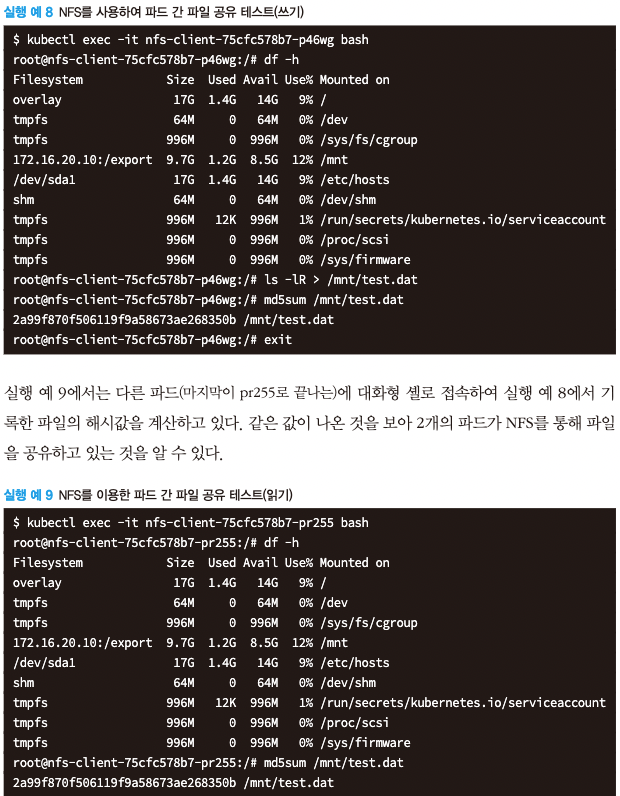 실행 예 8 NFS를 사용하여 파드 간 파일 공유 테스트(쓰기)
$ kubectl exec -it nfs-client-75cfc578b7-p46wg bash
root@nfs-client-75cfc578b7-p46wg:/# df -h
Filesystem Size Used Avail Use% Mounted on
overlay 17G 1.4G 14G 9% /
tmpfs 64M 0 64M 0% /dev
tmpfs 996M 0 996M 0% /sys/fs/cgroup
172.16.20.10:/export 9.7G 1.2G 8.5G 12% /mnt
/dev/sda1 17G 1.4G 14G 9% /etc/hosts
shm 64M 0 64M 0% /dev/shm
tmpfs 996M 12K 996M 1% /run/secrets/kubernetes.io/serviceaccount
tmpfs 996M 0 996M 0% /proc/scsi
tmpfs 996M 0 996M 0% /sys/firmware
root@nfs-client-75cfc578b7-p46wg:/# ls -lR > /mnt/test.dat
root@nfs-client-75cfc578b7-p46wg:/# md5sum /mnt/test.dat
2a99f870f506119f9a58673ae268350b /mnt/test.dat
root@nfs-client-75cfc578b7-p46wg:/# exit
실행 예 9에서는 다른 파드(마지막이 pr255로 끝나는)에 대화형 셸로 접속하여 실행 예 8에서 기
록한 파일의 해시값을 계산하고 있다. 같은 값이 나온 것을 보아 2개의 파드가 NFS를 통해 파일
을 공유하고 있는 것을 알 수 있다.
실행 예 9 NFS를 이용한 파드 간 파일 공유 테스트(읽기)
$ kubectl exec -it nfs-client-75cfc578b7-pr255 bash
root@nfs-client-75cfc578b7-pr255:/# df -h
Filesystem Size Used Avail Use% Mounted on
overlay 17G 1.4G 14G 9% /
tmpfs 64M 0 64M 0% /dev
tmpfs 996M 0 996M 0% /sys/fs/cgroup
172.16.20.10:/export 9.7G 1.2G 8.5G 12% /mnt
/dev/sda1 17G 1.4G 14G 9% /etc/hosts
shm 64M 0 64M 0% /dev/shm
tmpfs 996M 12K 996M 1% /run/secrets/kubernetes.io/serviceaccount
tmpfs 996M 0 996M 0% /proc/scsi
tmpfs 996M 0 996M 0% /sys/firmware
root@nfs-client-75cfc578b7-pr255:/# md5sum /mnt/test.dat
2a99f870f506119f9a58673ae268350b /mnt/test.dat